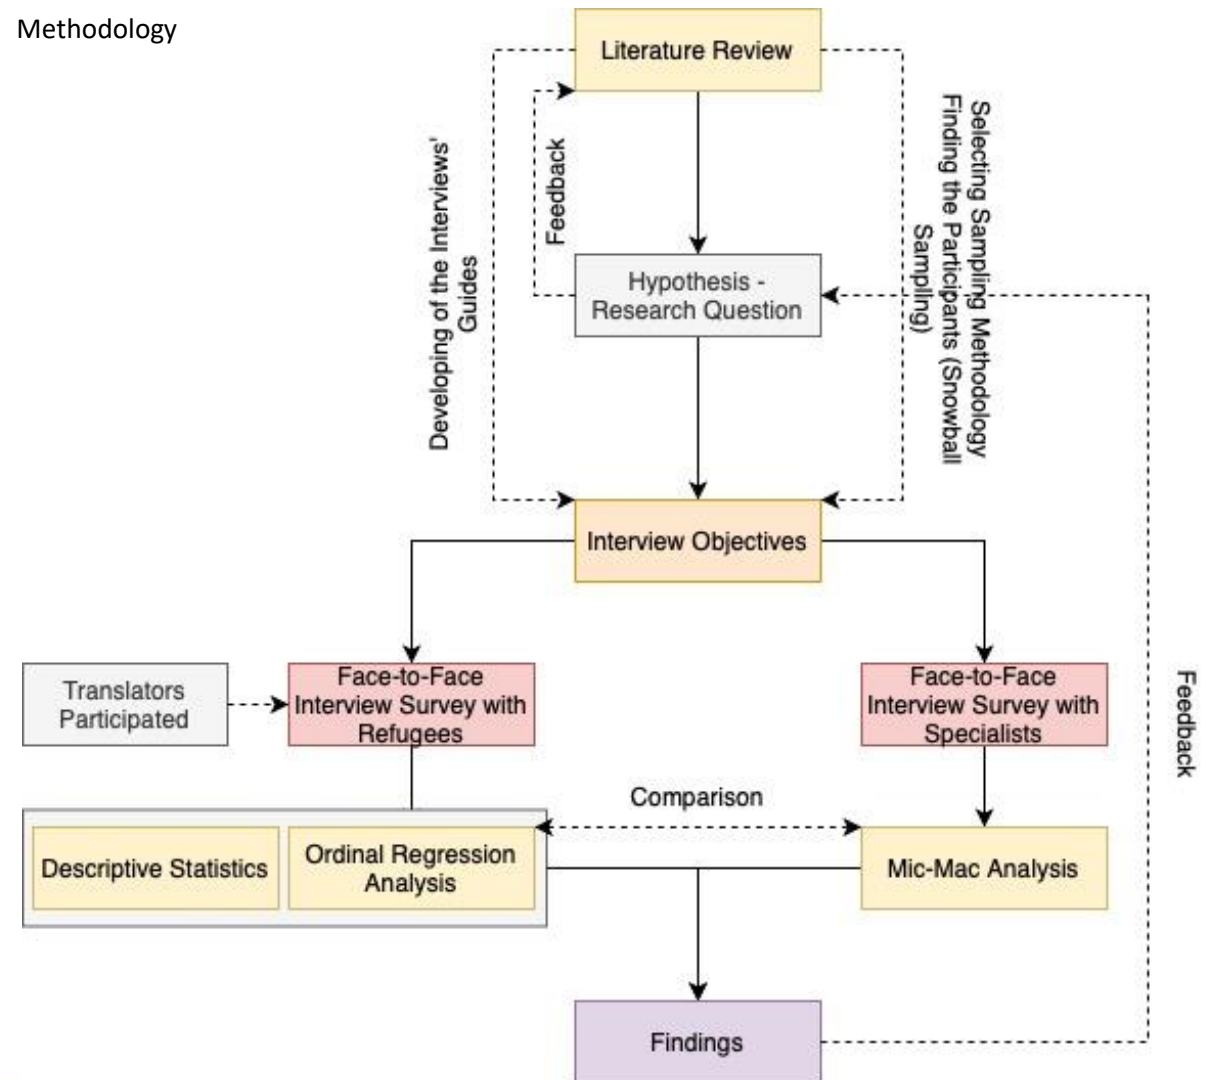 Methodology
Literature Review
Developing of the Interviews'
Guides
Feedback
Selecting Sampling Methodology
Finding the Participants (Snowball
Sampling)
Hypothesis -
Research Question
Interview Objectives
Translators
Participated
Face-to-Face
Interview Survey with
Refugees
Face-to-Face
Interview Survey with
Specialists
Feedback
Comparison
Descriptive Statistics
Ordinal Regression
Analysis
Mic-Mac Analysis
Findings